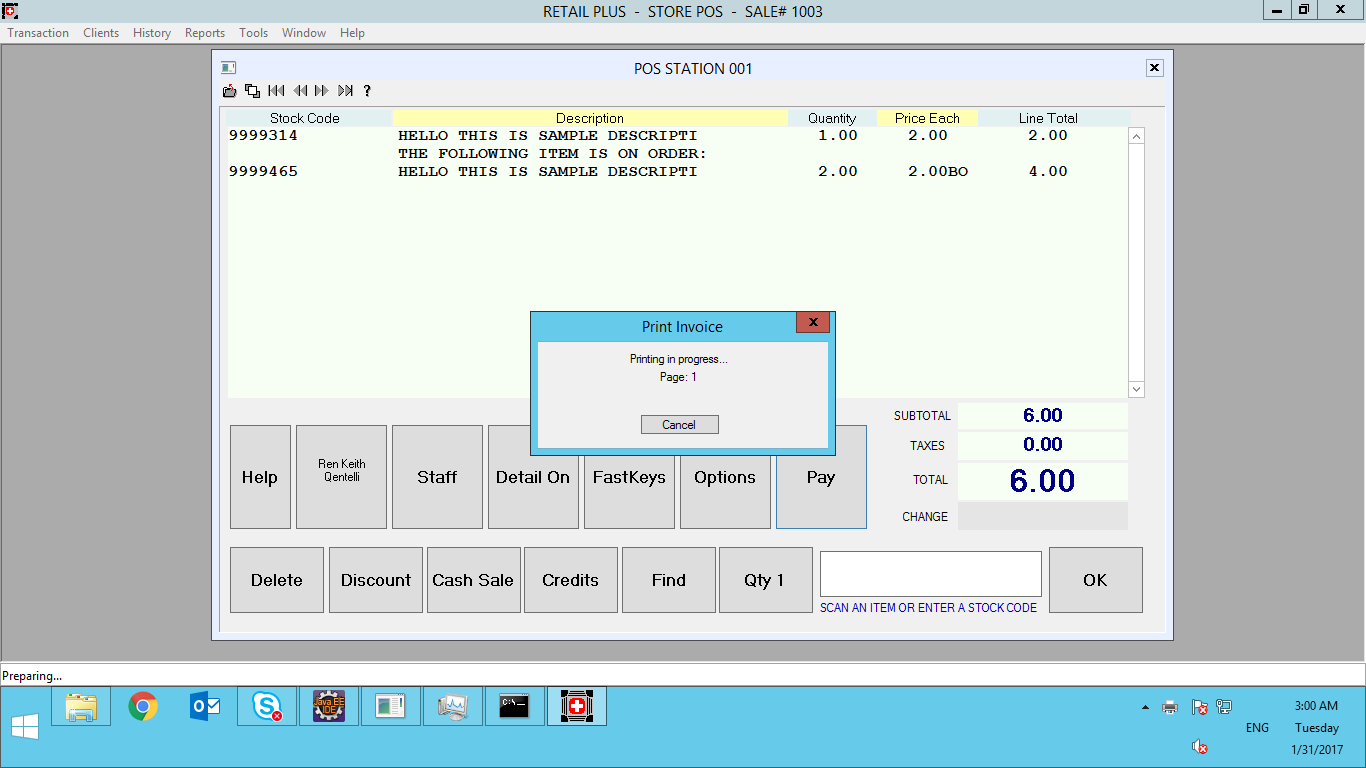 RETAIL PLUS - STORE POS - SALE# 1003
Transaction Clients History Reports Tools Window Help
POS STATION 001
?
Stock Code Description Quantity Price Each Line Total
9999314 HELLO THIS IS SAMPLE DESCRIPTI 1.00 2.00 2.00
THE FOLLOWING ITEM IS ON ORDER:
9999465 HELLO THIS IS SAMPLE DESCRIPTI 2.00 2.00BO 4.00
Print Invoice
Printing in progress...
Page: 1
Cancel
SUBTOTAL 6.00
TAXES 0.00
TOTAL 6.00
CHANGE
Help
Ren Keith
Qentelli
Staff
Detail On
FastKeys
Options
Pay
Delete
Discount
Cash Sale
Credits
Find
Qty 1
SCAN AN ITEM OR ENTER A STOCK CODE
OK
Preparing...
Java EE
IDE
C:\
ENG
3:00 AM
Tuesday
1/31/2017